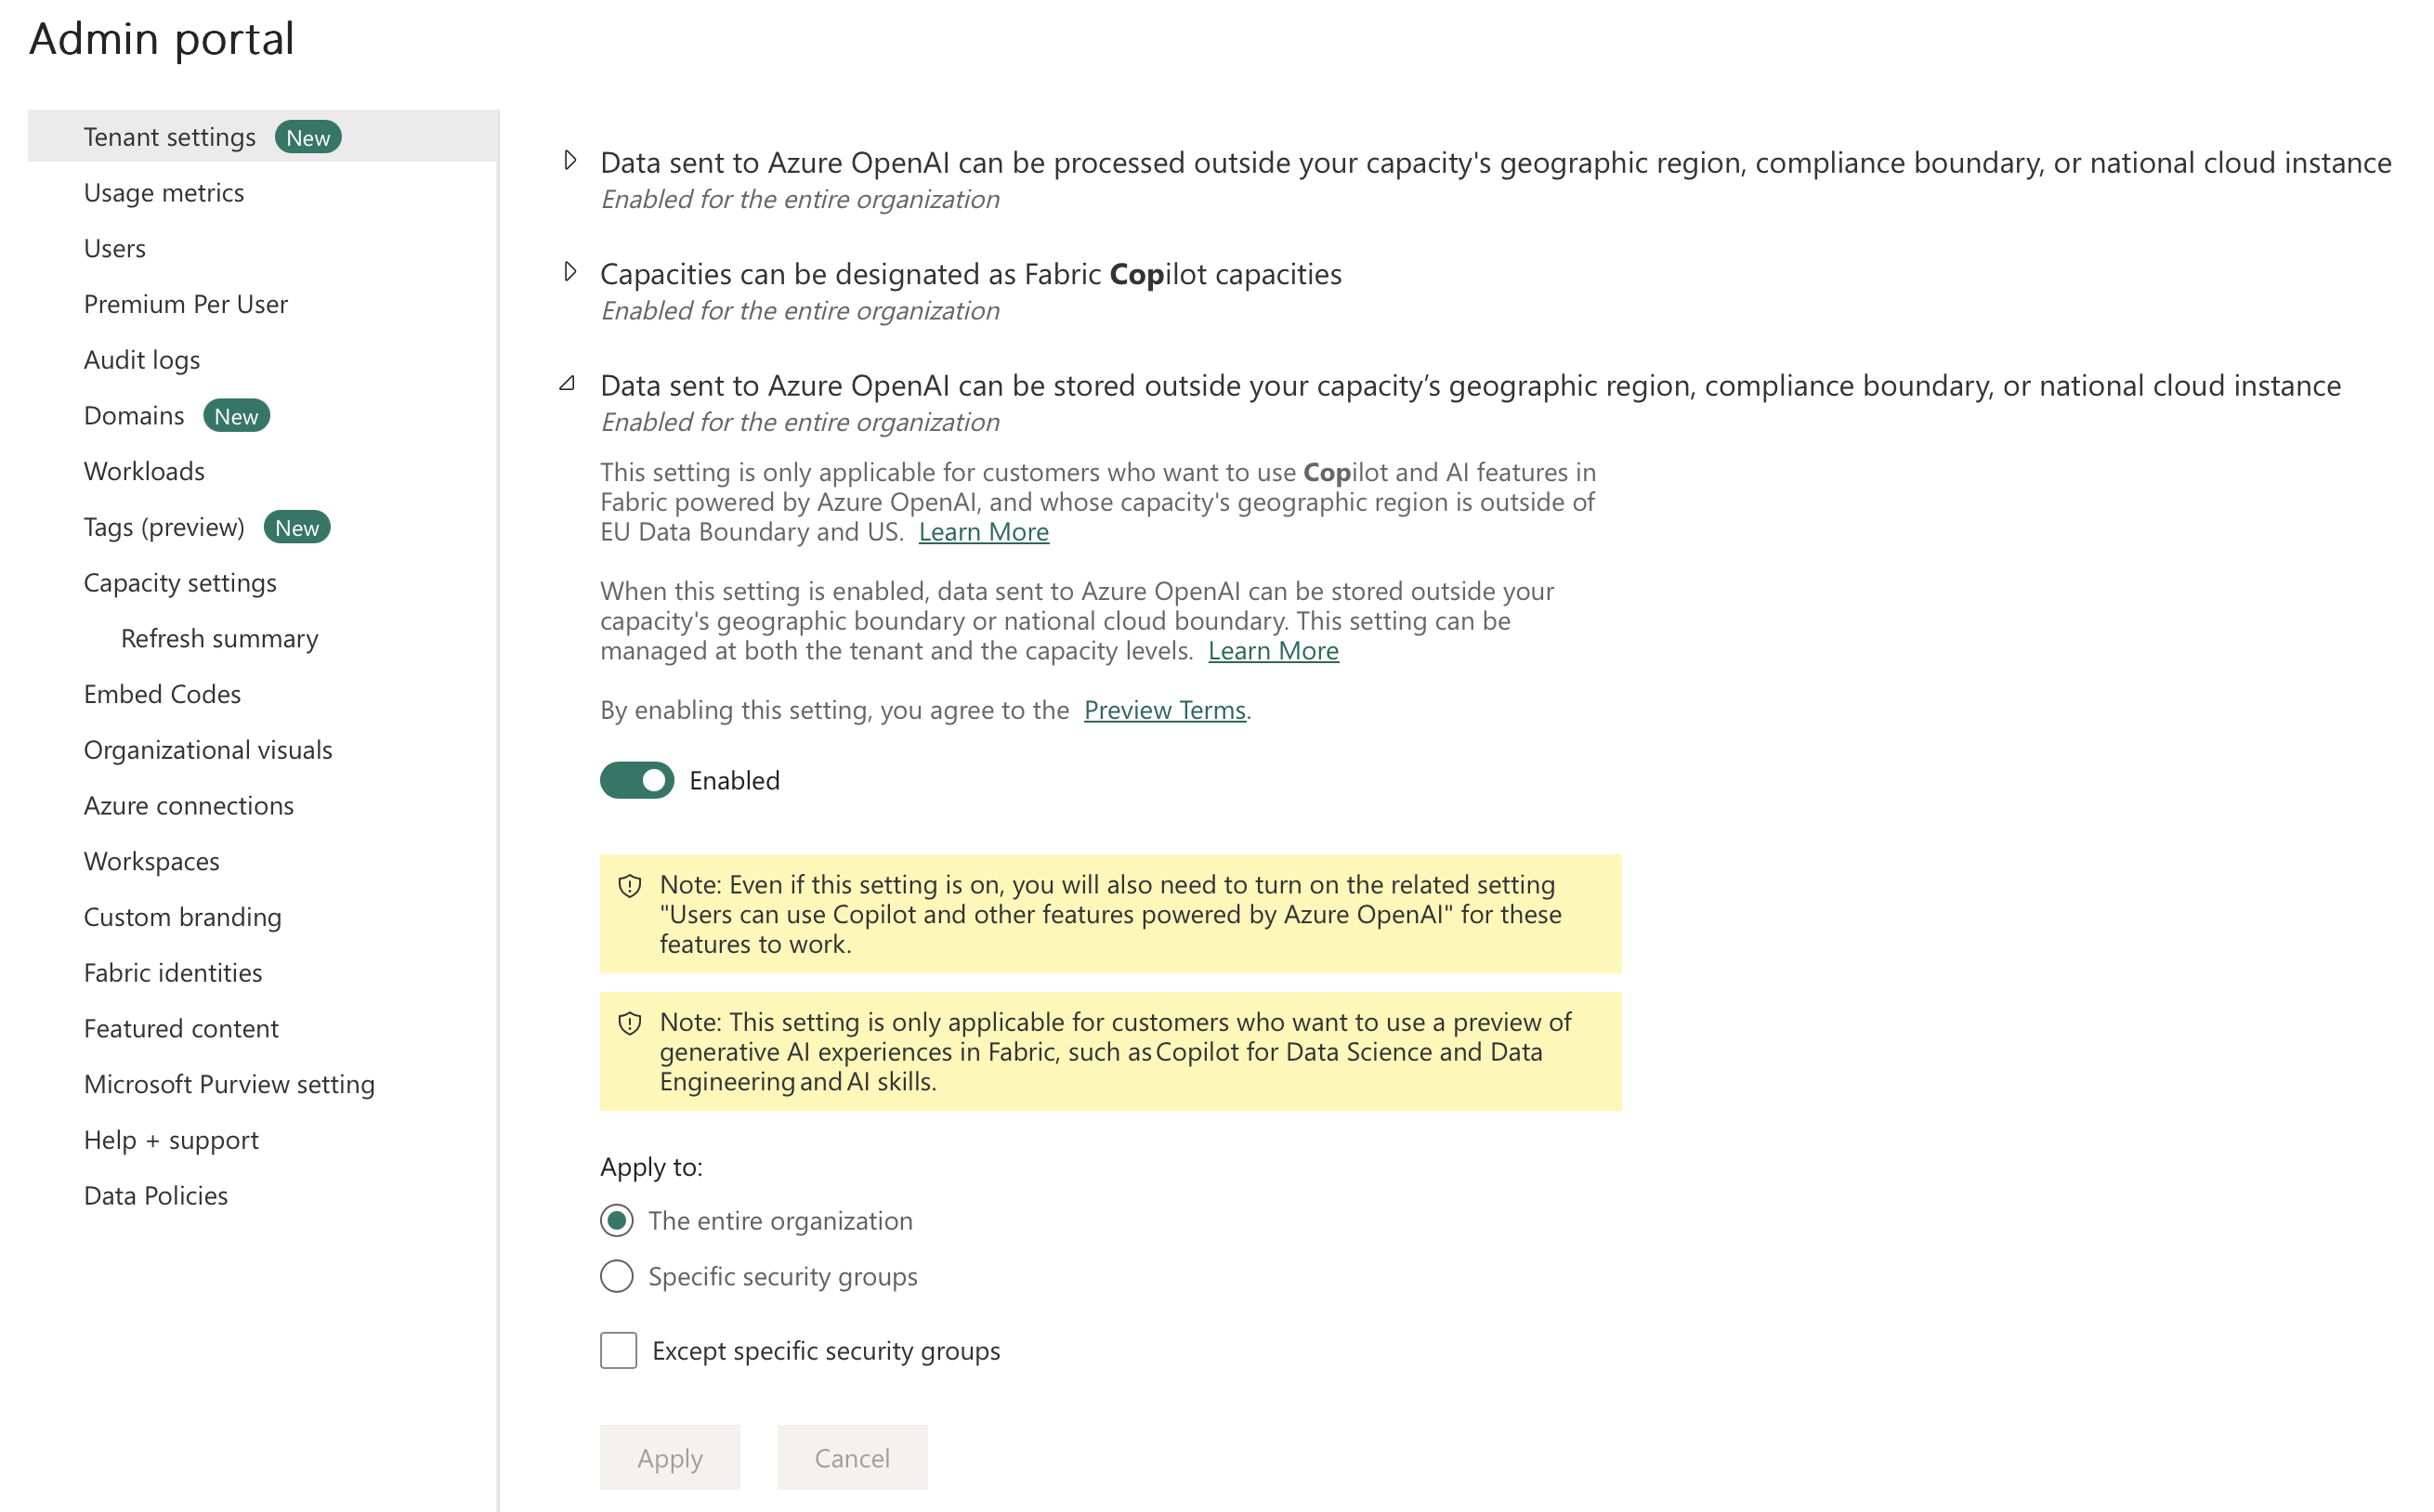 Admin portal
Tenant settings New
Usage metrics
Users
Premium Per User
Audit logs
Domains New
Workloads
Tags (preview) New
Capacity settings
Refresh summary
Embed Codes
Organizational visuals
Azure connections
Workspaces
Custom branding
Fabric identities
Featured content
Microsoft Purview setting
Help + support
Data Policies
Data sent to Azure OpenAI can be processed outside your capacity's geographic region, compliance boundary, or national cloud instance
Enabled for the entire organization
Capacities can be designated as Fabric Copilot capacities
Enabled for the entire organization
Data sent to Azure OpenAI can be stored outside your capacity’s geographic region, compliance boundary, or national cloud instance
Enabled for the entire organization
This setting is only applicable for customers who want to use Copilot and AI features in
Fabric powered by Azure OpenAI, and whose capacity's geographic region is outside of
EU Data Boundary and US. Learn More
When this setting is enabled, data sent to Azure OpenAI can be stored outside your
capacity's geographic boundary or national cloud boundary. This setting can be
managed at both the tenant and the capacity levels. Learn More
By enabling this setting, you agree to the Preview Terms.
Enabled
Note: Even if this setting is on, you will also need to turn on the related setting
"Users can use Copilot and other features powered by Azure OpenAI" for these
features to work.
Note: This setting is only applicable for customers who want to use a preview of
generative AI experiences in Fabric, such as Copilot for Data Science and Data
Engineering and AI skills.
Apply to:
The entire organization
Specific security groups
Except specific security groups
Apply Cancel